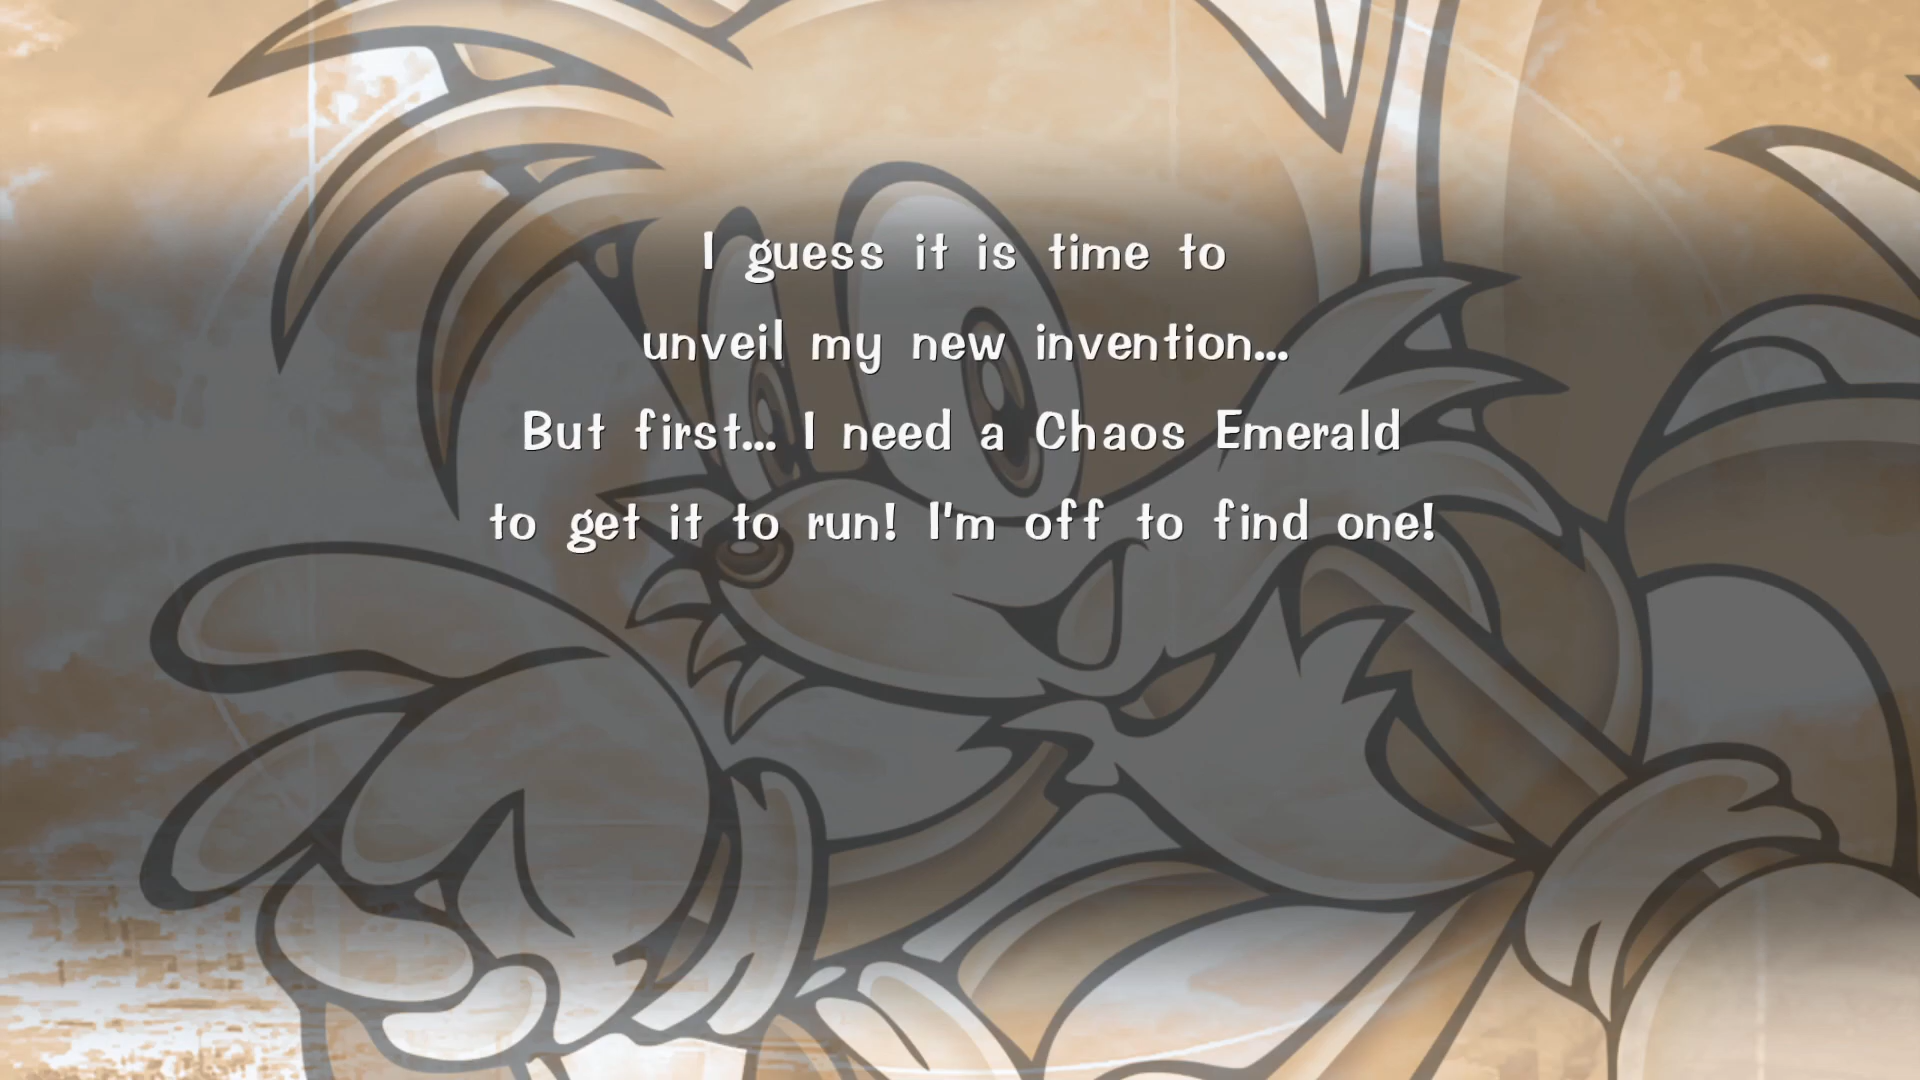 I guess it is time to
unveil my new invention...
But first... I need a Chaos Emerald
to get it to run! I'm off to find one!